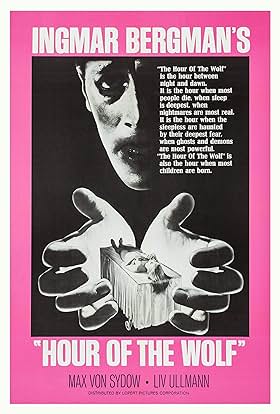 INGMAR BERGMAN'S
"The Hour Of The Wolf"
is the hour between
night and dawn.
It is the hour when most
people die, when sleep
is deepest, when
nightmares are most real.
It is the hour when the
sleepless are haunted
by their deepest fear,
when ghosts and demons
are most powerful.
"The Hour Of The Wolf" is
also the hour when most
children are born.
"HOUR OF THE WOLF"
MAX VON SYDOW • LIV ULLMANN
DISTRIBUTED BY LOPERT PICTURES CORPORATION